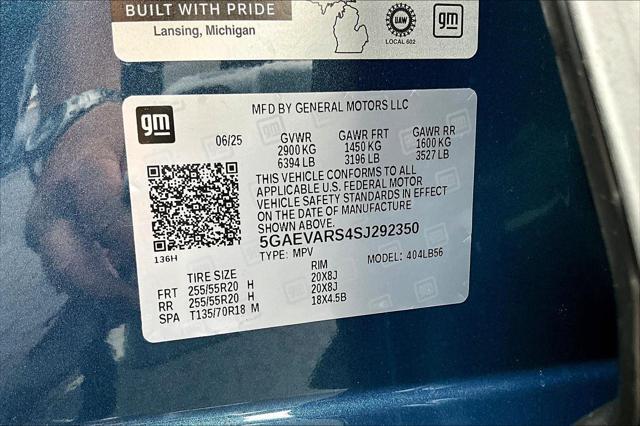 BUILT WITH PRIDE
Lansing, Michigan
UAW
LOCAL 602
gm
gm
MFD BY GENERAL MOTORS LLC
06/25 GVWR GAWR FRT GAWR RR
2900 KG 1450 KG 1600 KG
6394 LB 3196 LB 3527 LB
THIS VEHICLE CONFORMS TO ALL
APPLICABLE U.S. FEDERAL MOTOR
VEHICLE SAFETY STANDARDS IN EFFECT
ON THE DATE OF MANUFACTURE
SHOWN ABOVE.
5GAEVARS4SJ292350
136H
TYPE: MPV MODEL: 404LB56
TIRE SIZE RIM
FRT 255/55R20 H 20X8J
RR 255/55R20 H 20X8J
SPA T135/70R18 M 18X4.5B